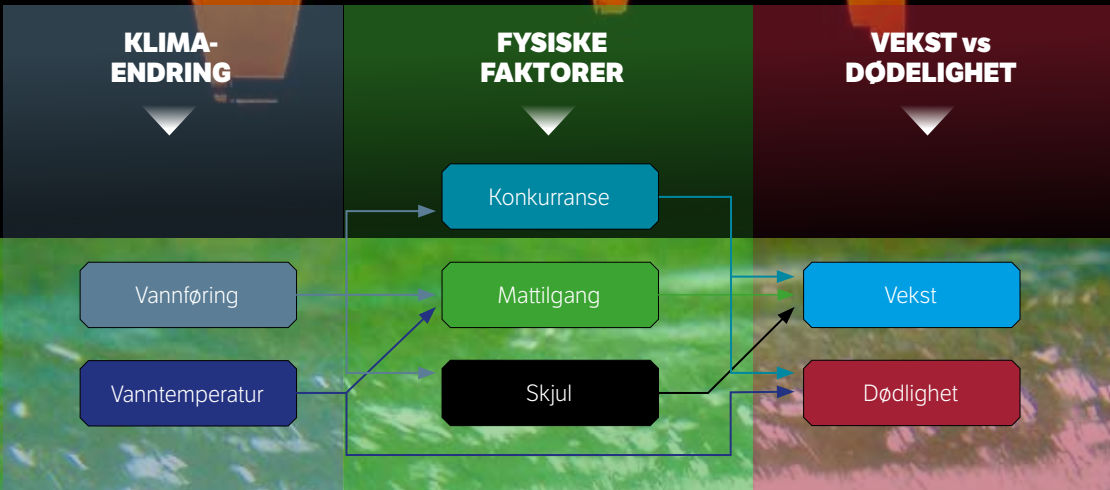 KLIMA-
ENDRING
FYSISKE
FAKTORER
VEKST vs
DØDELIGHET
Konkurranse
Vannføring
Mattilgang
Vekst
Vanntemperatur
Skjul
Dødlighet